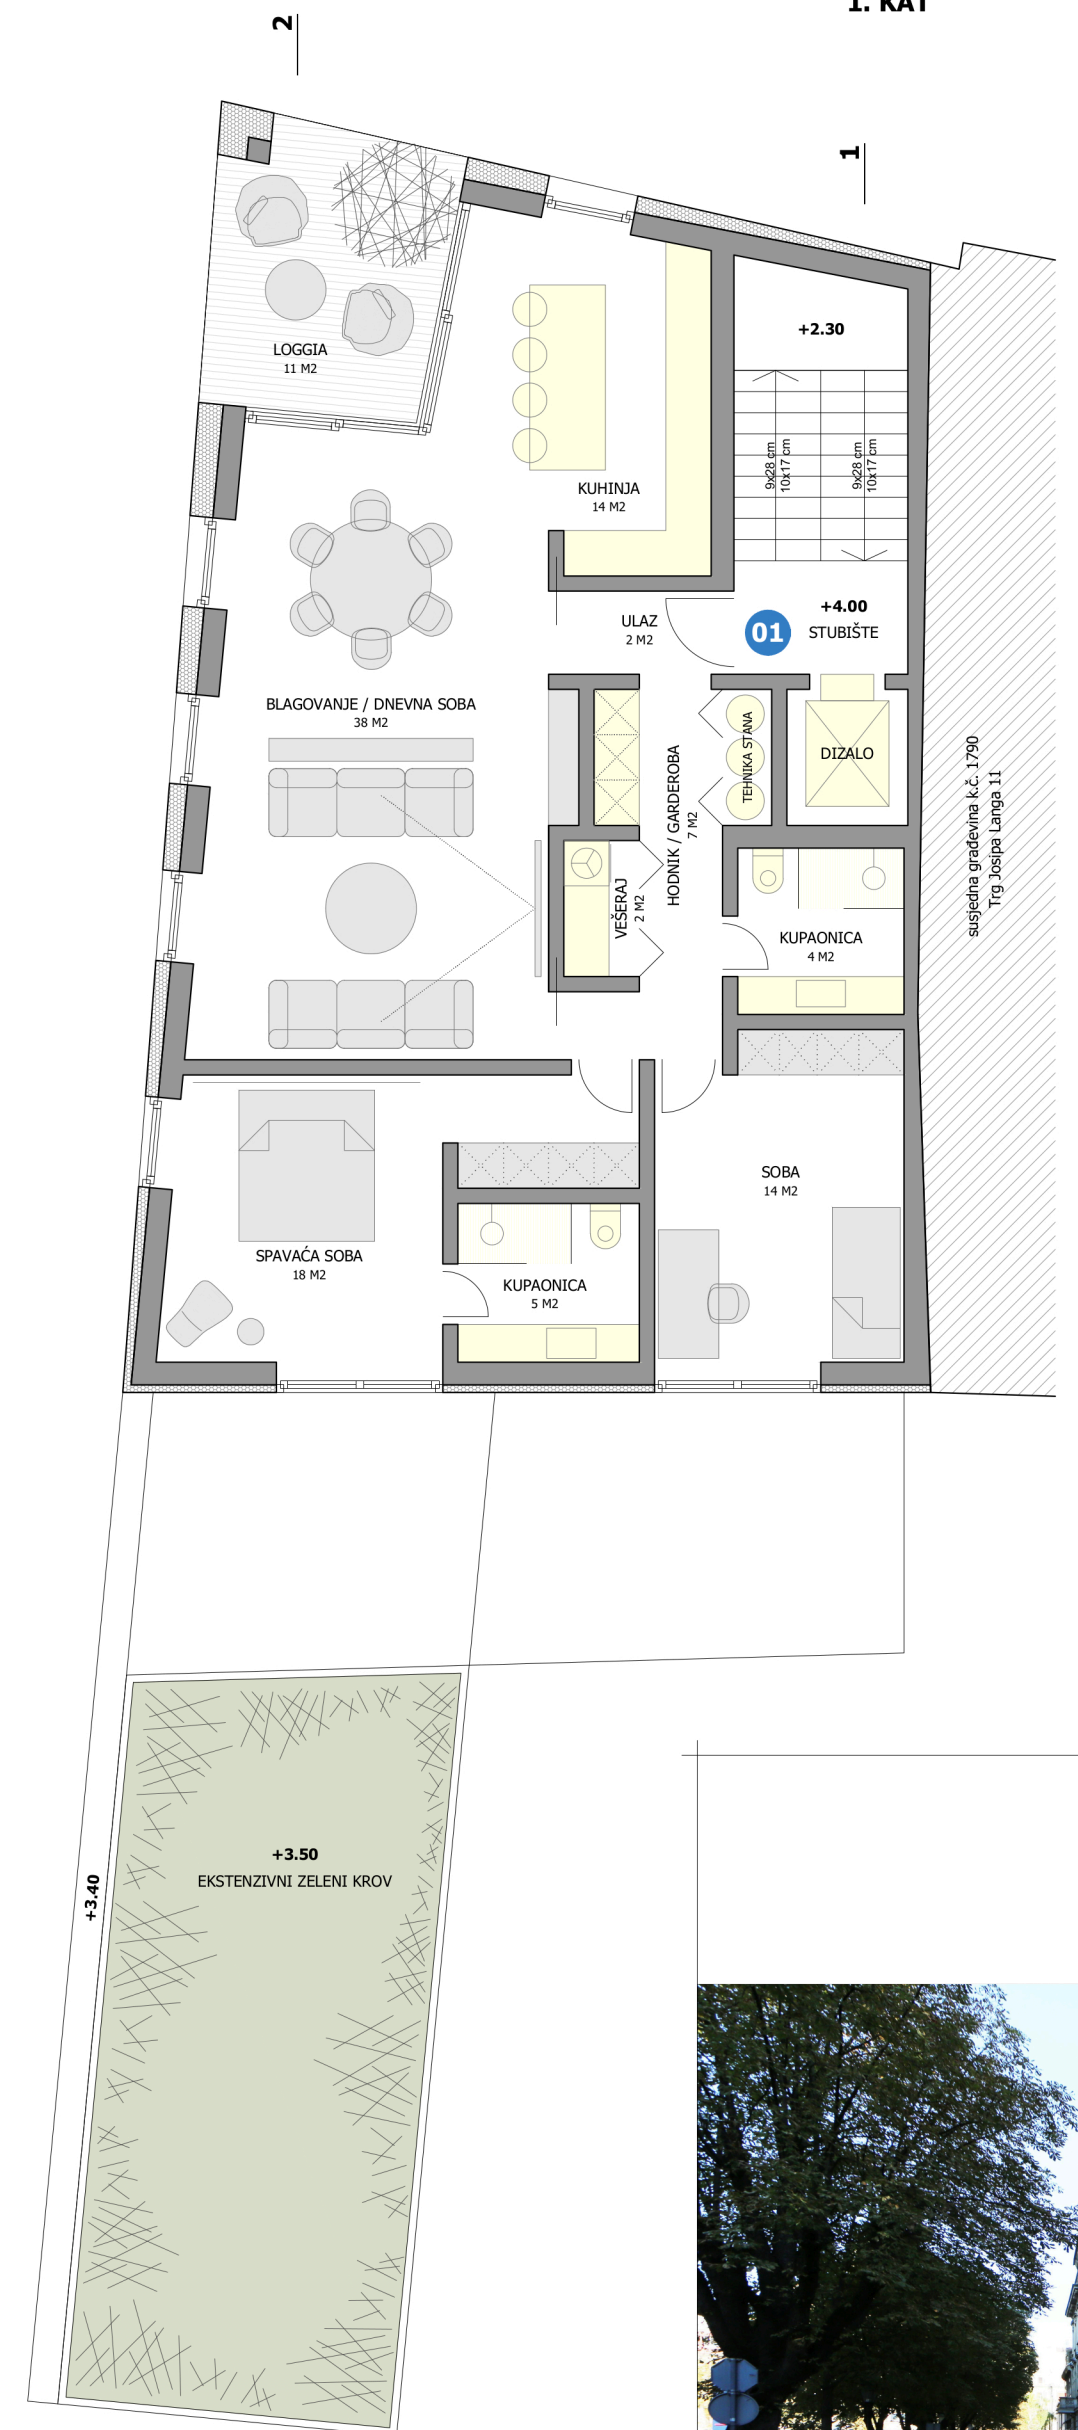 1. KAT
2
1
+2.30
LOGGIA
11 M2
9x28 cm
10x17 cm
9x28 cm
10x17 cm
KUHINJA
14 M2
+4.00
ULAZ
2 M2
01
STUBIŠTE
BLAGOVANJE / DNEVNA SOBA
38 M2
TEHNIKA STANA
DIZALO
HODNIK / GARDEROBA
7 M2
susjedna građevina k.č. 1790
Trg Josipa Langa 11
VEŠERAJ
2 M2
KUPAONICA
4 M2
SOBA
14 M2
SPAVAĆA SOBA
18 M2
KUPAONICA
5 M2
+3.50
EKSTENZIVNI ZELENI KROV
+3.40